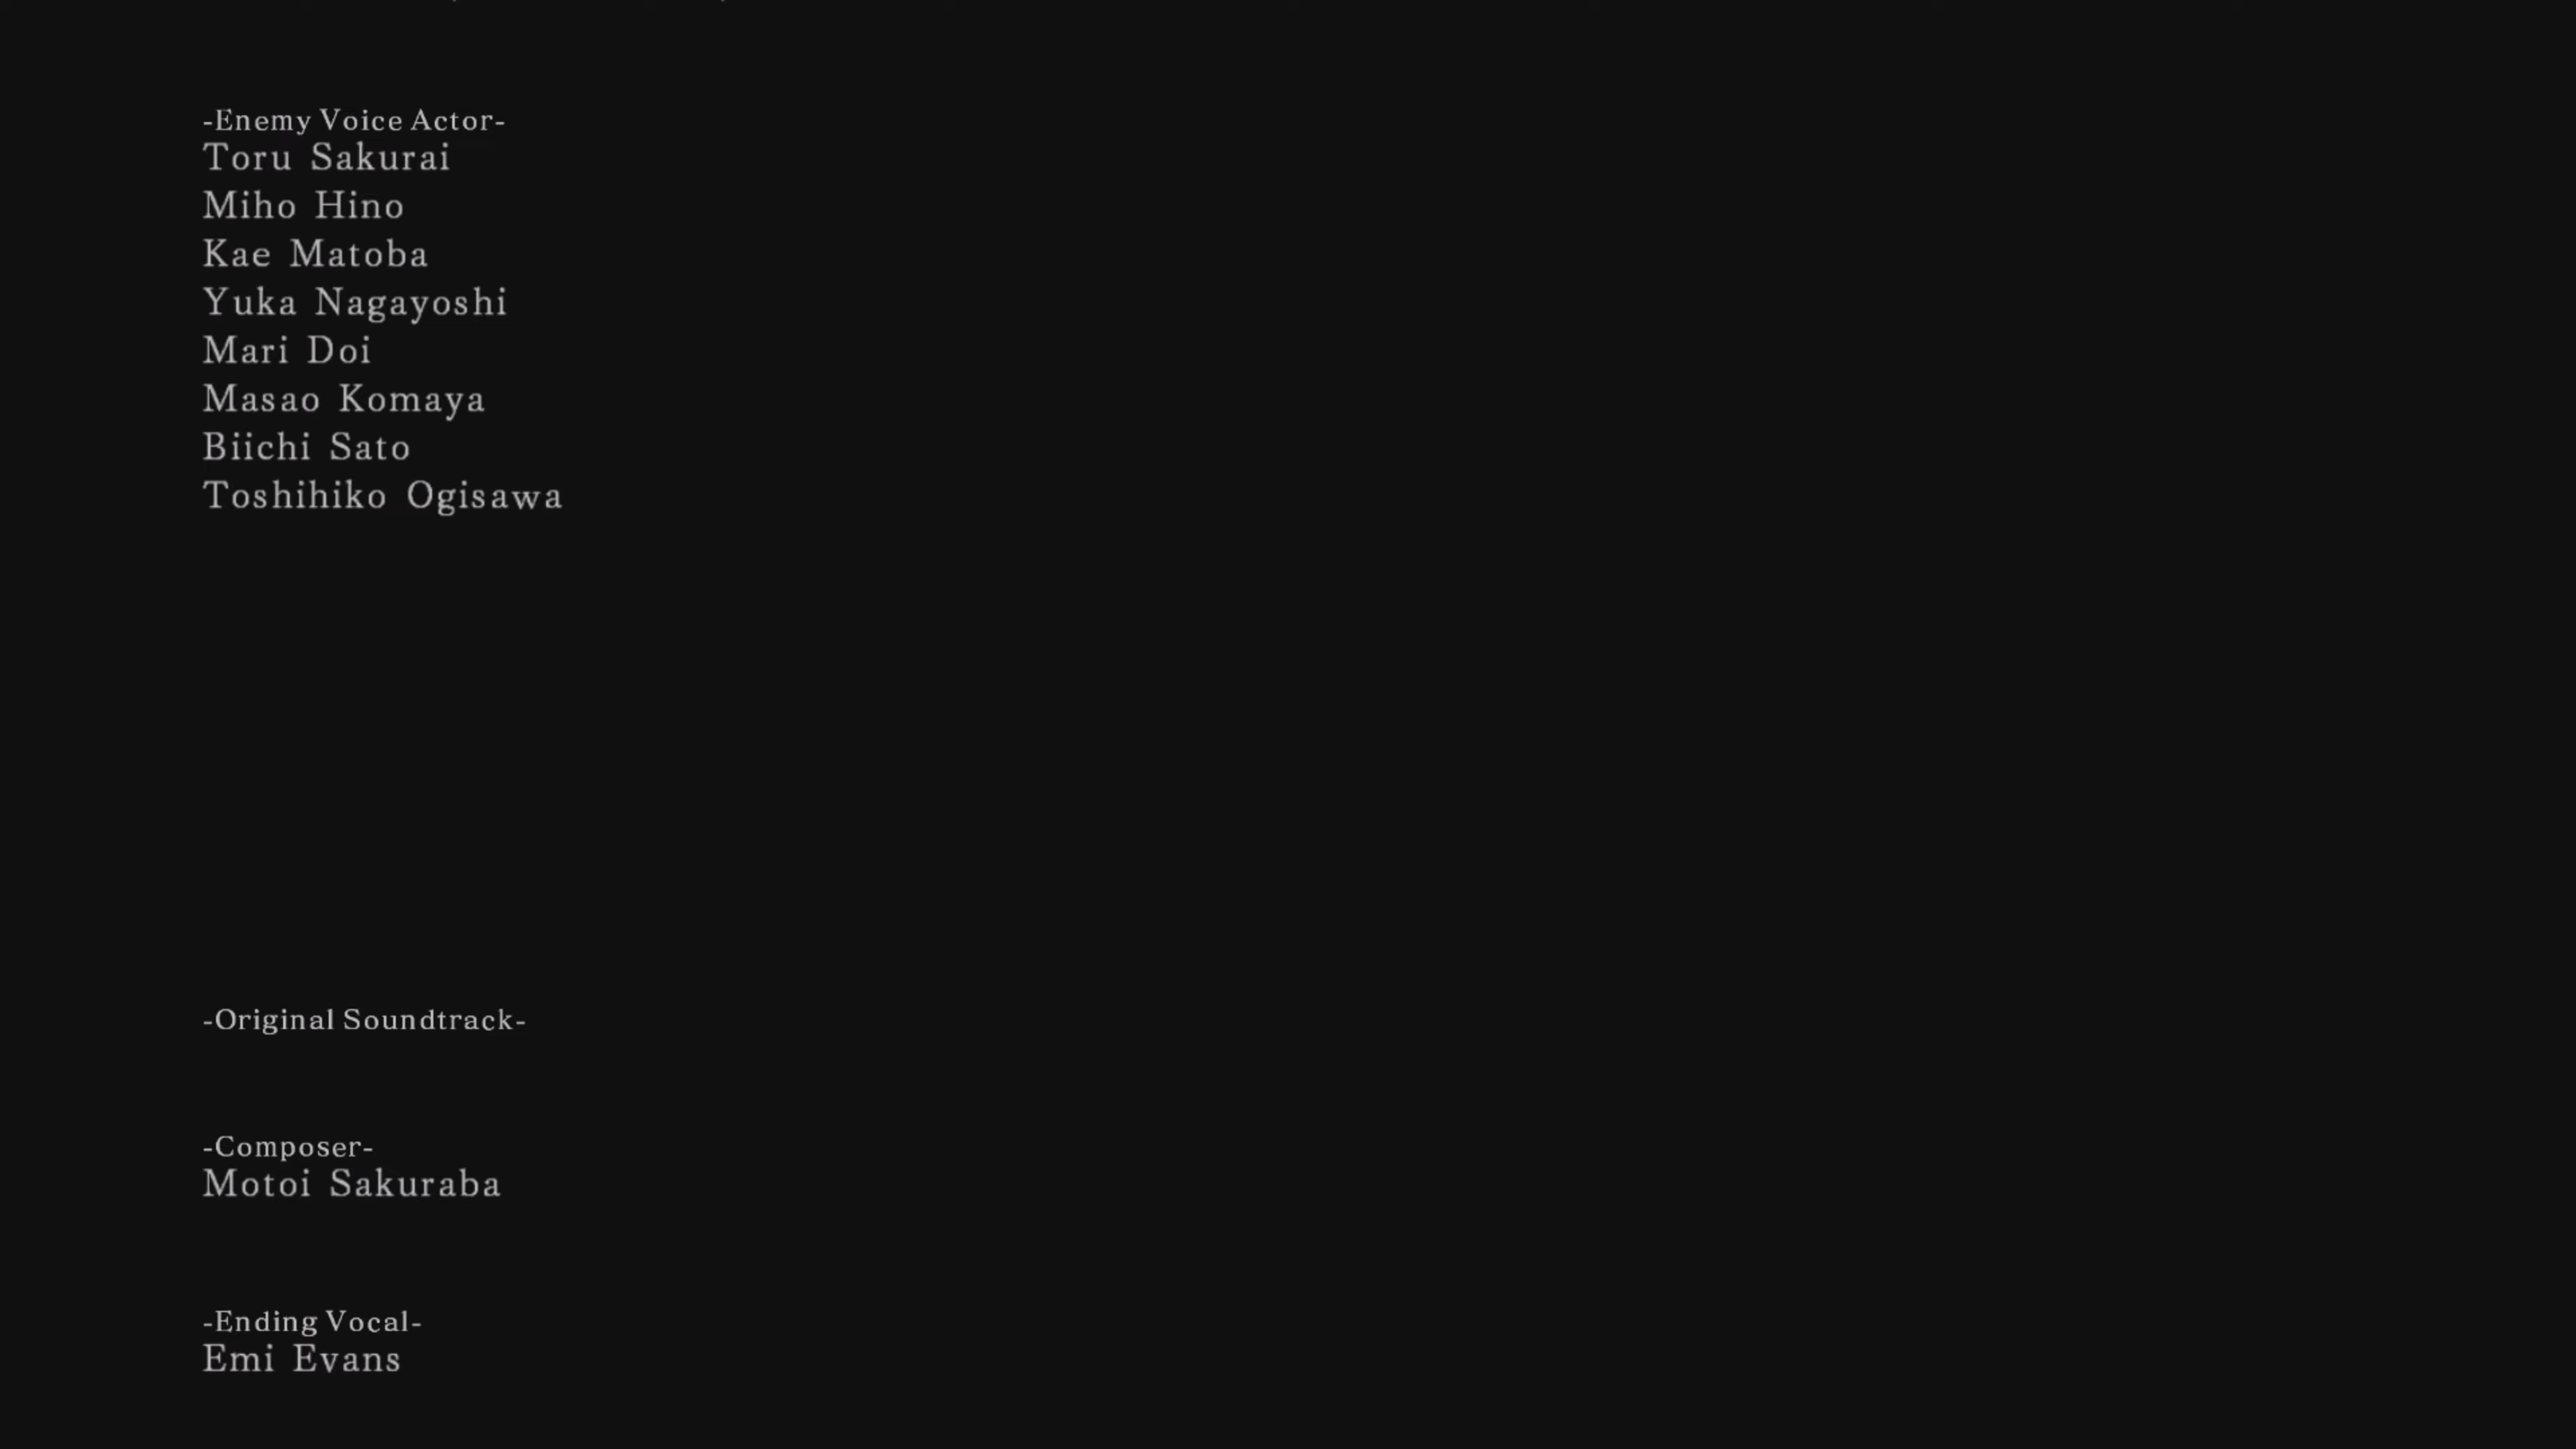 -Enemy Voice Actor-
Toru Sakurai
Miho Hino
Kae Matoba
Yuka Nagayoshi
Mari Doi
Masao Komaya
Biichi Sato
Toshihiko Ogisawa
-Original Soundtrack-
-Composer-
Motoi Sakuraba
-Ending Vocal-
Emi Evans